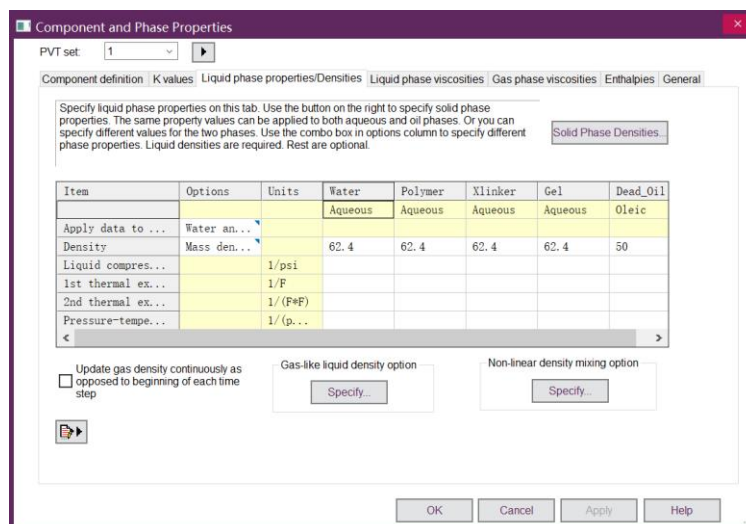 Component and Phase Properties
PVT set: 1
Component definition K values Liquid phase properties/Densities Liquid phase viscosities Gas phase viscosities Enthalpies General
Specify liquid phase properties on this tab. Use the button on the right to specify solid phase
properties. The same property values can be applied to both aqueous and oil phases. Or you can
specify different values for the two phases. Use the combo box in options column to specify different
phase properties. Liquid densities are required. Rest are optional.
Solid Phase Densities...
Item Options Units Water Polymer Xlinker Gel Dead_Oil
Aqueous Aqueous Aqueous Aqueous Oleic
Apply data to ... Water an...
Density Mass den... 62.4 62.4 62.4 62.4 50
Liquid compres... 1/psi
1st thermal ex... 1/F
2nd thermal ex... 1/(F*F)
Pressure-tempe... 1/(p...
Update gas density continuously as
opposed to beginning of each time
step
Gas-like liquid density option
Specify...
Non-linear density mixing option
Specify...
OK Cancel Apply Help